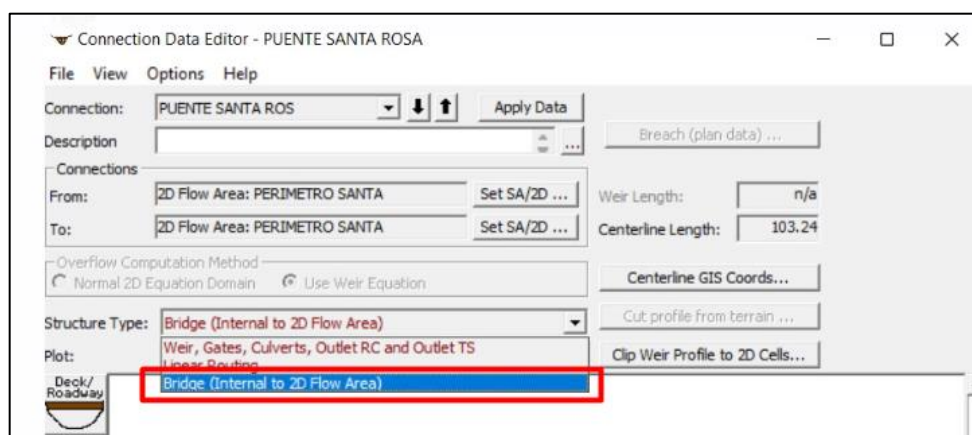 Connection Data Editor - PUENTE SANTA ROSA
File View Options Help
Connection: PUENTE SANTA ROS Apply Data
Description ... Breach (plan data) ...
Connections
From: 2D Flow Area: PERIMETRO SANTA Set SA/2D ... Weir Length: n/a
To: 2D Flow Area: PERIMETRO SANTA Set SA/2D ... Centerline Length: 103.24
Overflow Computation Method
Normal 2D Equation Domain Use Weir Equation Centerline GIS Coords...
Structure Type: Bridge (Internal to 2D Flow Area) Cut profile from terrain ...
Plot: Weir, Gates, Culverts, Outlet RC and Outlet TS Clip Weir Profile to 2D Cells...
Linear Routing
Bridge (Internal to 2D Flow Area)
Deck/
Roadway